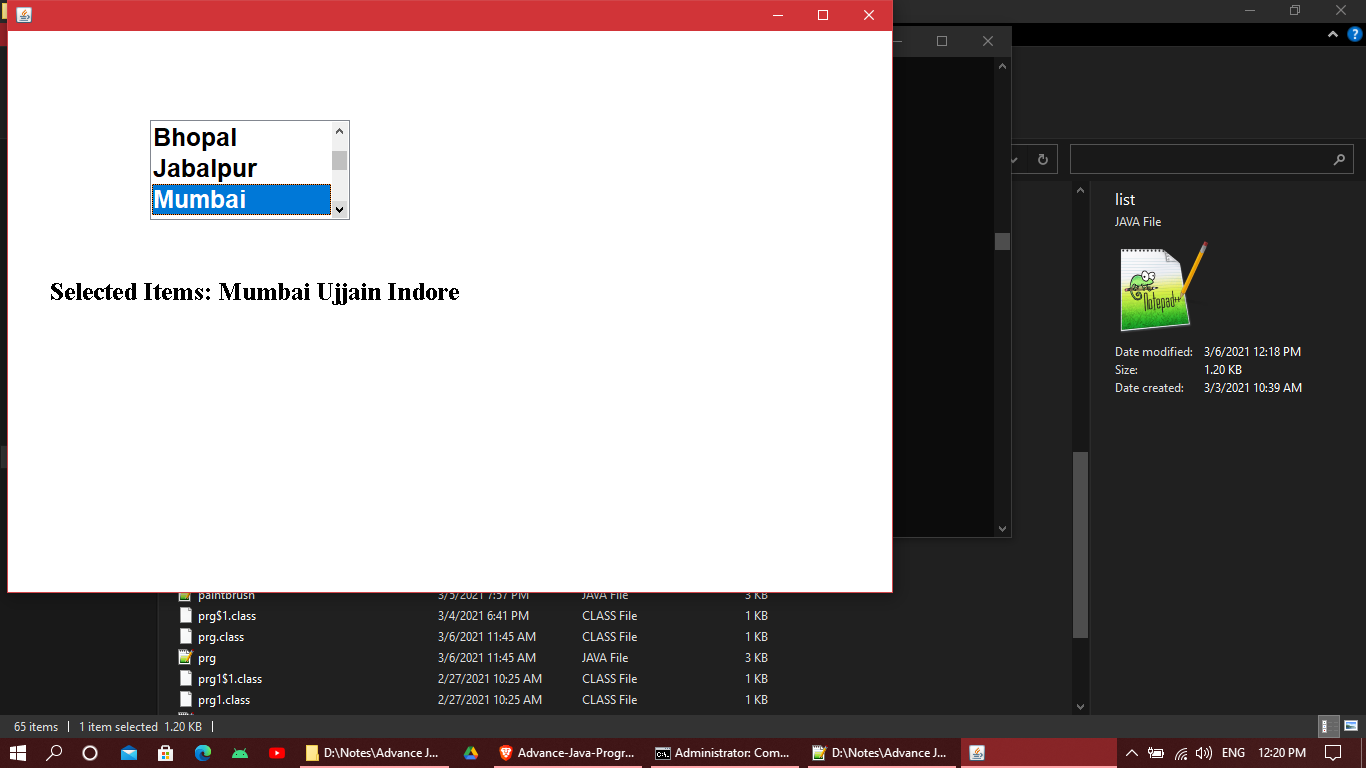 Bhopal
Jabalpur
Mumbai
Selected Items: Mumbai Ujjain Indore
list
JAVA File
Notepad++
Date modified: 3/6/2021 12:18 PM
Size: 1.20 KB
Date created: 3/3/2021 10:39 AM
paintbrush 3/5/2021 7:57 PM JAVA File 3 KB
prg$1.class 3/4/2021 6:41 PM CLASS File 1 KB
prg.class 3/6/2021 11:45 AM CLASS File 1 KB
prg 3/6/2021 11:45 AM JAVA File 3 KB
prg1$1.class 2/27/2021 10:25 AM CLASS File 1 KB
prg1.class 2/27/2021 10:25 AM CLASS File 1 KB
65 items 1 item selected 1.20 KB
D:\Notes\Advance J... Advance-Java-Progr... Administrator: Com... D:\Notes\Advance J... ENG 12:20 PM